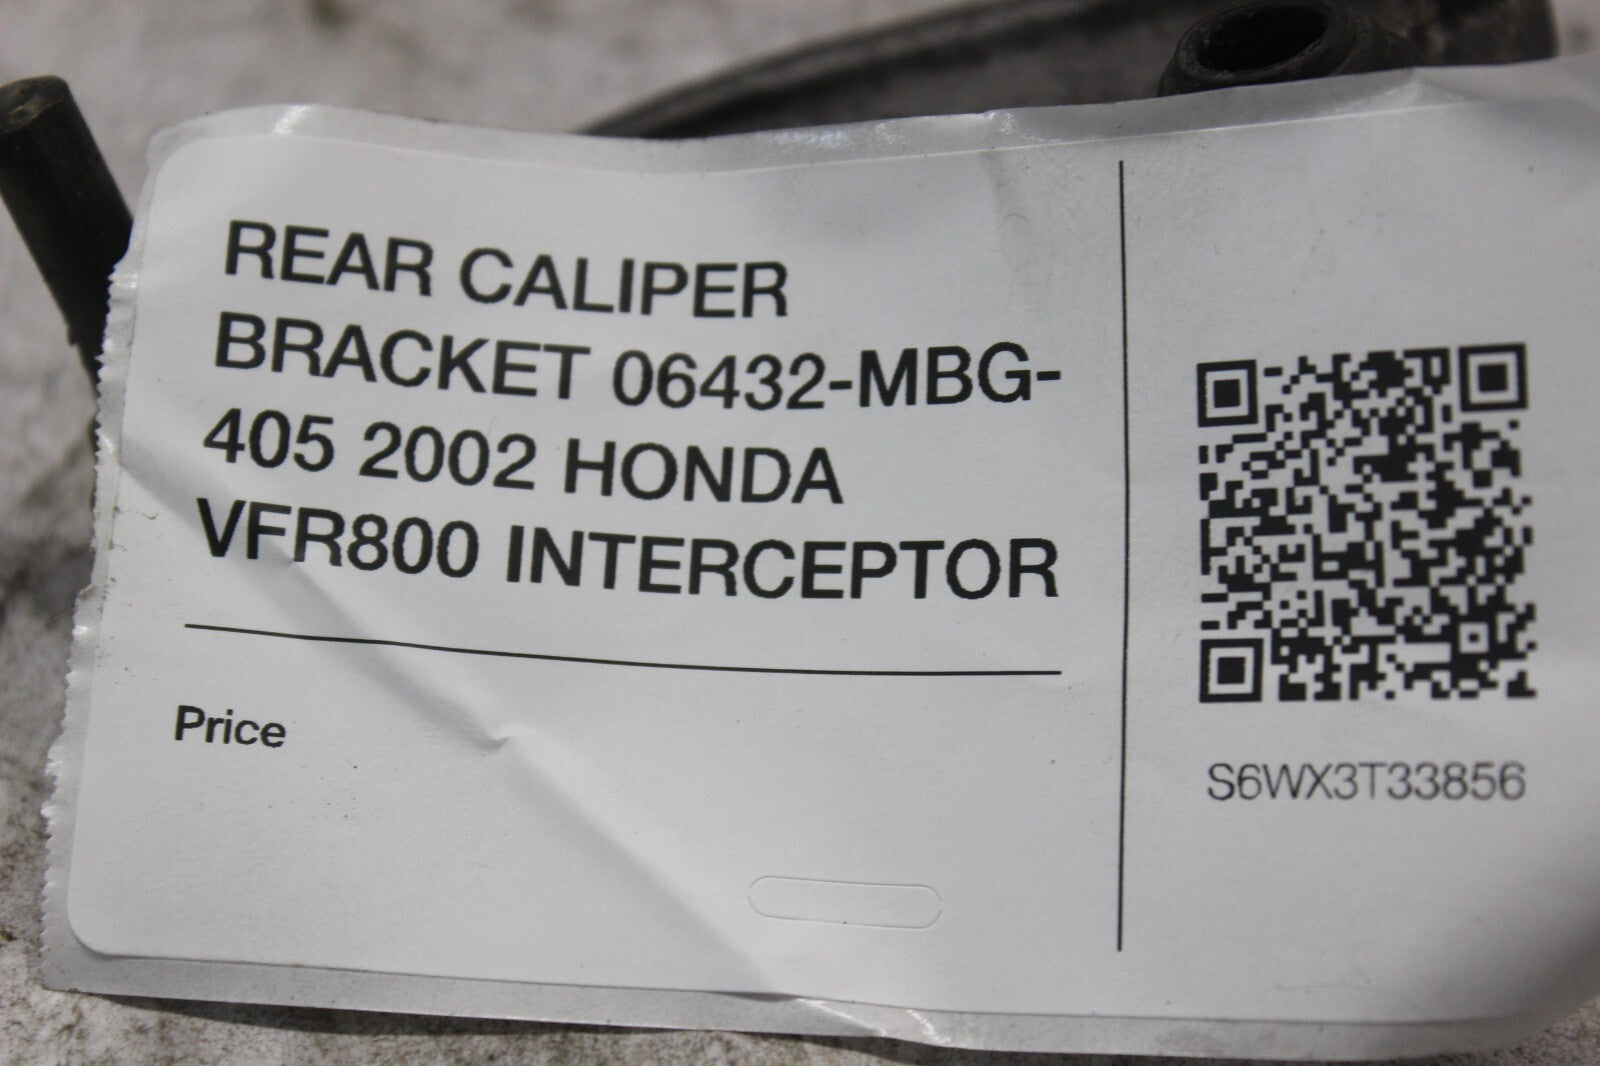 REAR CALIPER
BRACKET 06432-MBG-
405 2002 HONDA
VFR800 INTERCEPTOR
Price
S6WX3T33856